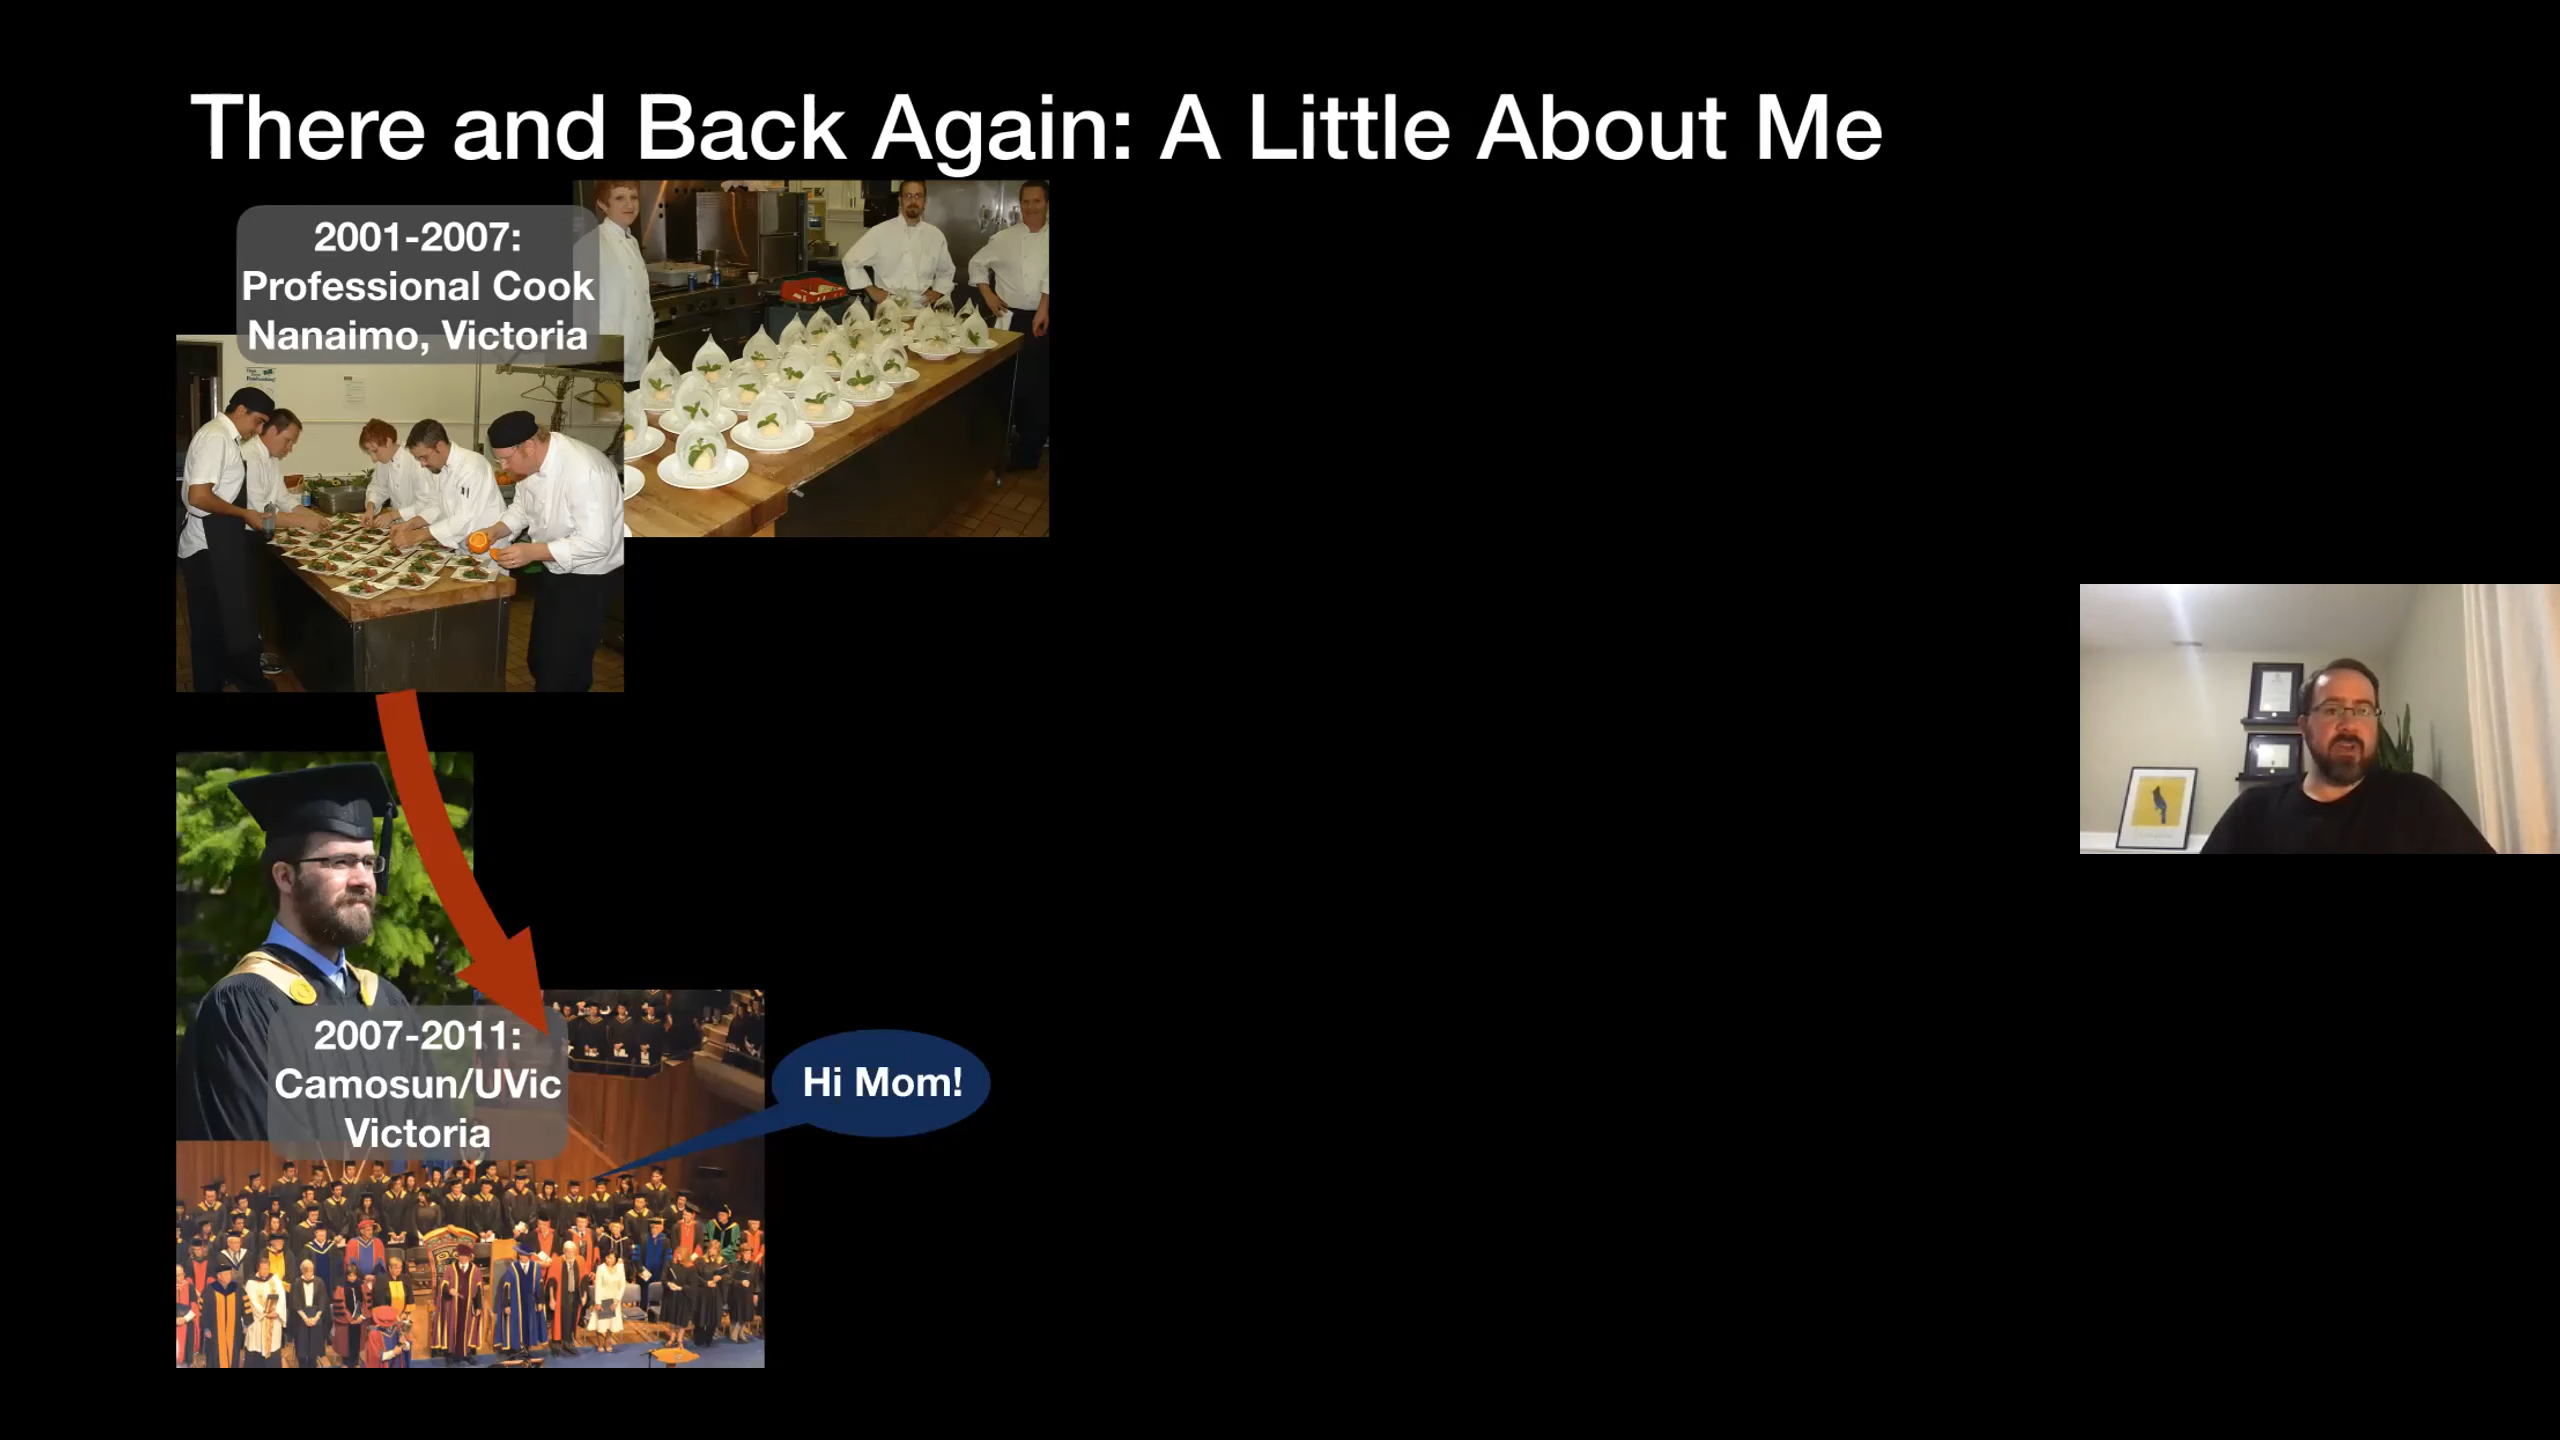 There and Back Again: A Little About Me
2001-2007:
Professional Cook
Nanaimo, Victoria
2007-2011:
Camosun/UVic
Victoria
Hi Mom!